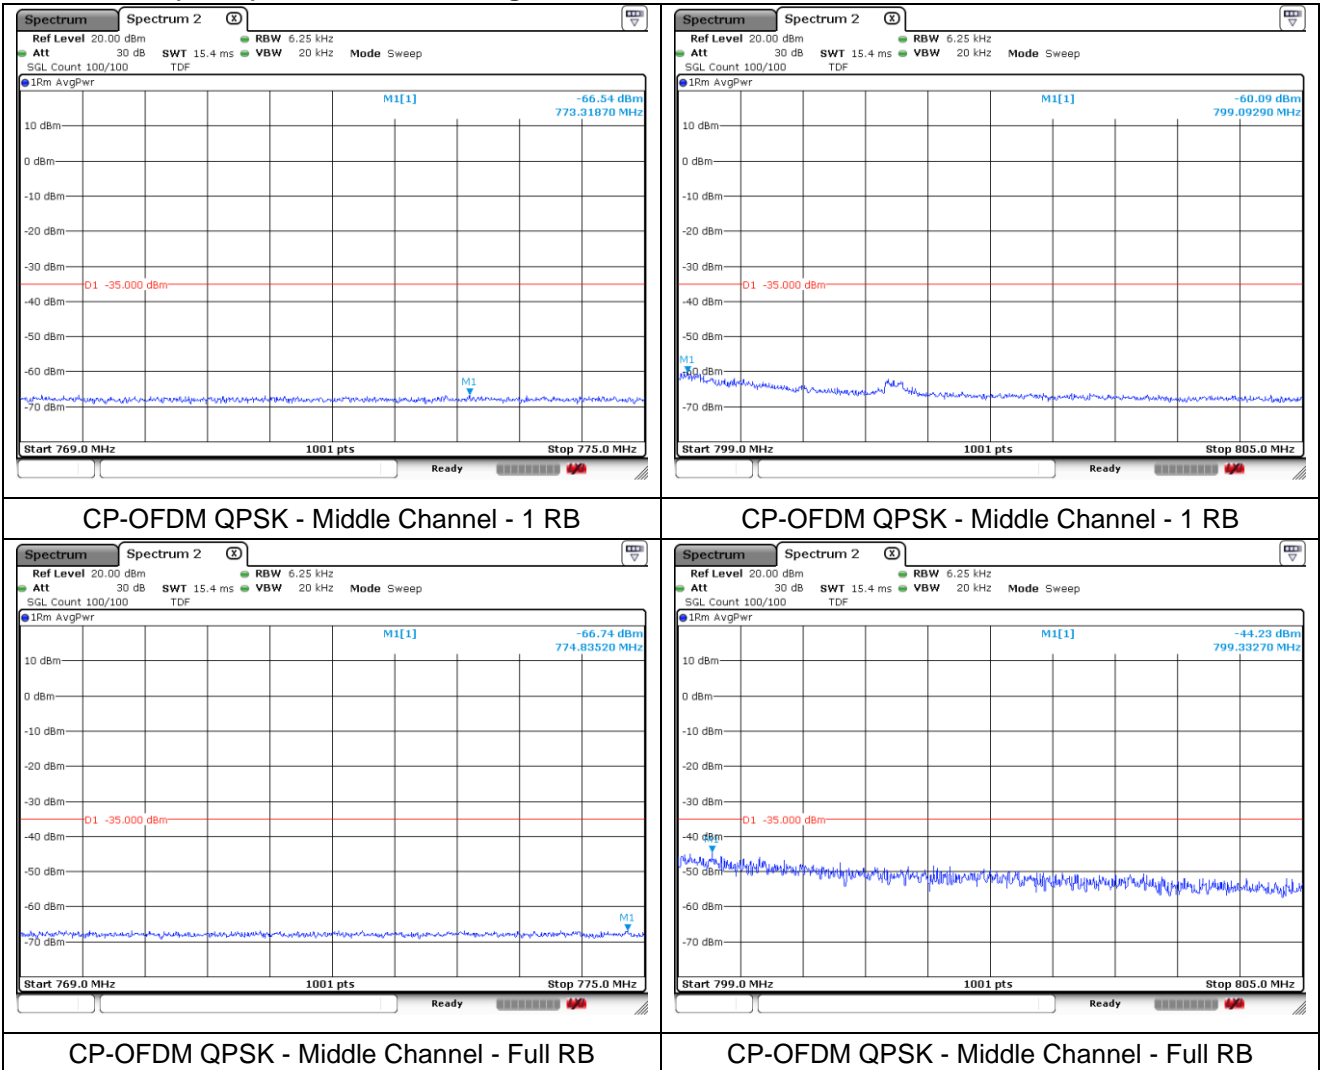 Spectrum Spectrum 2 X
Ref Level 20.00 dBm RBW 6.25 kHz
Att 30 dB SWT 15.4 ms VBW 20 kHz Mode Sweep
SGL Count 100/100 TDF
1Rm AvgPwr
M1[1] -66.54 dBm
773.31870 MHz
10 dBm
0 dBm
-10 dBm
-20 dBm
-30 dBm
D1 -35.000 dBm
-40 dBm
-50 dBm
-60 dBm
M1
-70 dBm
Start 769.0 MHz 1001 pts Stop 775.0 MHz
Ready
CP-OFDM QPSK - Middle Channel - 1 RB
Spectrum Spectrum 2 X
Ref Level 20.00 dBm RBW 6.25 kHz
Att 30 dB SWT 15.4 ms VBW 20 kHz Mode Sweep
SGL Count 100/100 TDF
1Rm AvgPwr
M1[1] -60.09 dBm
799.09290 MHz
10 dBm
0 dBm
-10 dBm
-20 dBm
-30 dBm
D1 -35.000 dBm
-40 dBm
-50 dBm
M1
-60 dBm
-70 dBm
Start 799.0 MHz 1001 pts Stop 805.0 MHz
Ready
CP-OFDM QPSK - Middle Channel - 1 RB
Spectrum Spectrum 2 X
Ref Level 20.00 dBm RBW 6.25 kHz
Att 30 dB SWT 15.4 ms VBW 20 kHz Mode Sweep
SGL Count 100/100 TDF
1Rm AvgPwr
M1[1] -66.74 dBm
774.83520 MHz
10 dBm
0 dBm
-10 dBm
-20 dBm
-30 dBm
D1 -35.000 dBm
-40 dBm
-50 dBm
-60 dBm
M1
-70 dBm
Start 769.0 MHz 1001 pts Stop 775.0 MHz
Ready
CP-OFDM QPSK - Middle Channel - Full RB
Spectrum Spectrum 2 X
Ref Level 20.00 dBm RBW 6.25 kHz
Att 30 dB SWT 15.4 ms VBW 20 kHz Mode Sweep
SGL Count 100/100 TDF
1Rm AvgPwr
M1[1] -44.23 dBm
799.33270 MHz
10 dBm
0 dBm
-10 dBm
-20 dBm
-30 dBm
D1 -35.000 dBm
-40 dBm
M1
-50 dBm
-60 dBm
-70 dBm
Start 799.0 MHz 1001 pts Stop 805.0 MHz
Ready
CP-OFDM QPSK - Middle Channel - Full RB